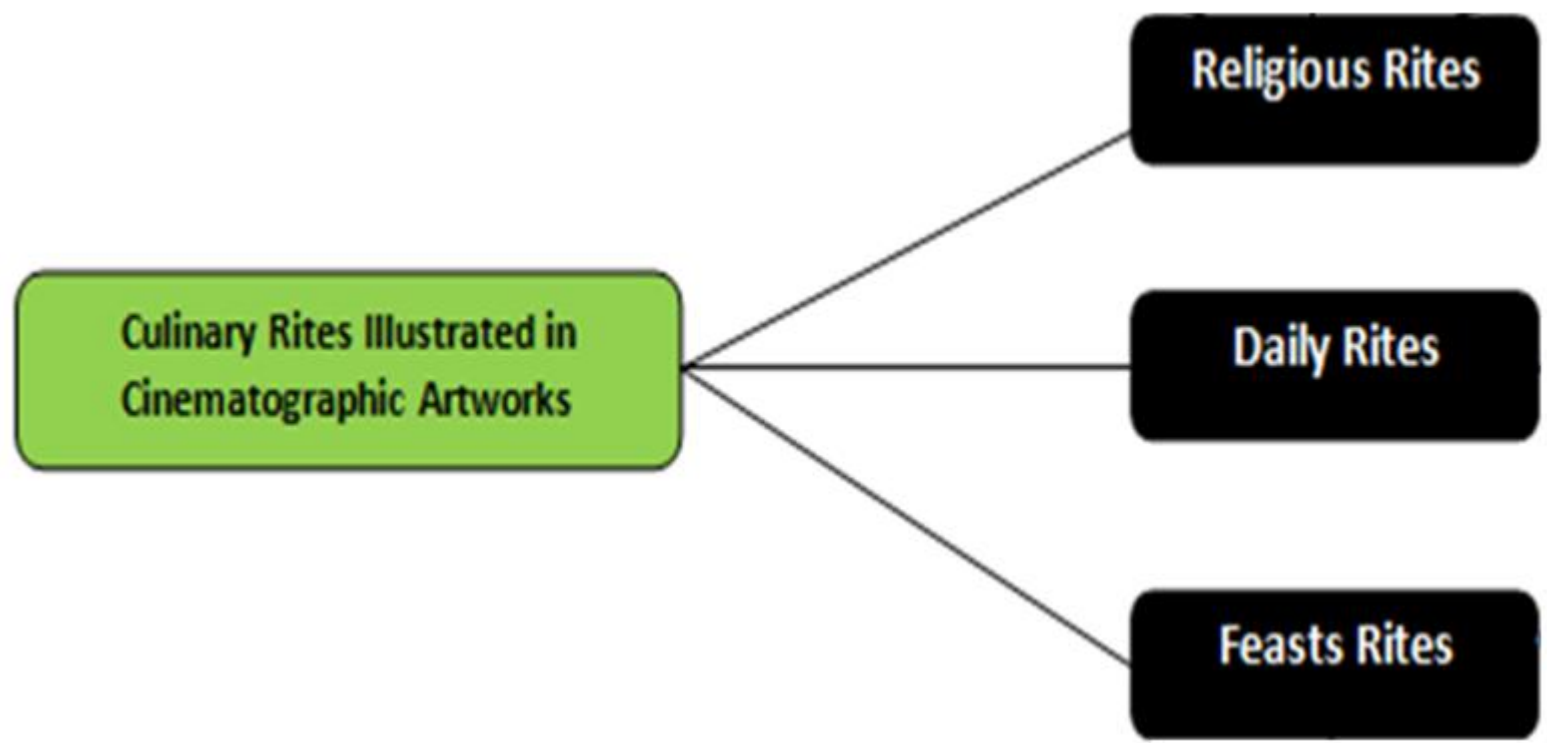 Religious Rites
Culinary Rites Illustrated in
Cinematographic Artworks
Daily Rites
Feasts Rites